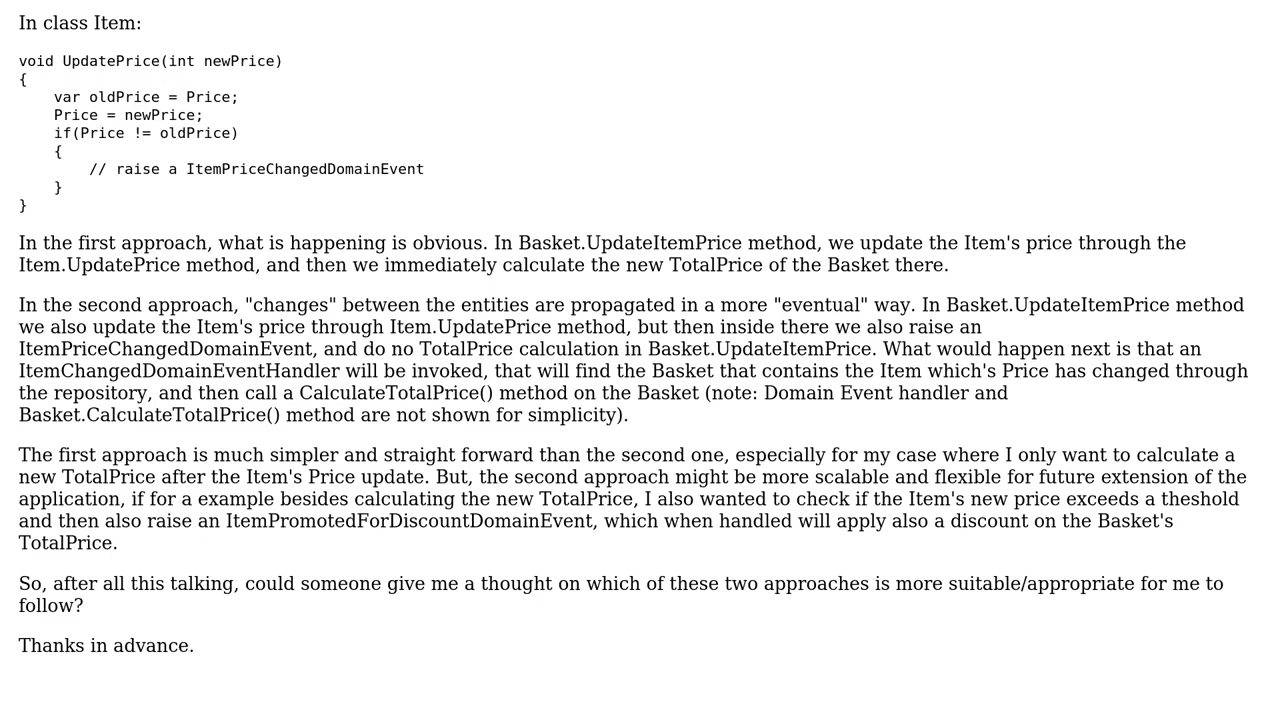 In class Item:
void UpdatePrice(int newPrice)
{
    var oldPrice = Price;
    Price = newPrice;
    if(Price != oldPrice)
    {
        // raise a ItemPriceChangedDomainEvent
    }
}
In the first approach, what is happening is obvious. In Basket.UpdateItemPrice method, we update the Item's price through the
Item.UpdatePrice method, and then we immediately calculate the new TotalPrice of the Basket there.
In the second approach, "changes" between the entities are propagated in a more "eventual" way. In Basket.UpdateItemPrice method
we also update the Item's price through Item.UpdatePrice method, but then inside there we also raise an
ItemPriceChangedDomainEvent, and do no TotalPrice calculation in Basket.UpdateItemPrice. What would happen next is that an
ItemChangedDomainEventHandler will be invoked, that will find the Basket that contains the Item which's Price has changed through
the repository, and then call a CalculateTotalPrice() method on the Basket (note: Domain Event handler and
Basket.CalculateTotalPrice() method are not shown for simplicity).
The first approach is much simpler and straight forward than the second one, especially for my case where I only want to calculate a
new TotalPrice after the Item's Price update. But, the second approach might be more scalable and flexible for future extension of the
application, if for a example besides calculating the new TotalPrice, I also wanted to check if the Item's new price exceeds a theshold
and then also raise an ItemPromotedForDiscountDomainEvent, which when handled will apply also a discount on the Basket's
TotalPrice.
So, after all this talking, could someone give me a thought on which of these two approaches is more suitable/appropriate for me to
follow?
Thanks in advance.